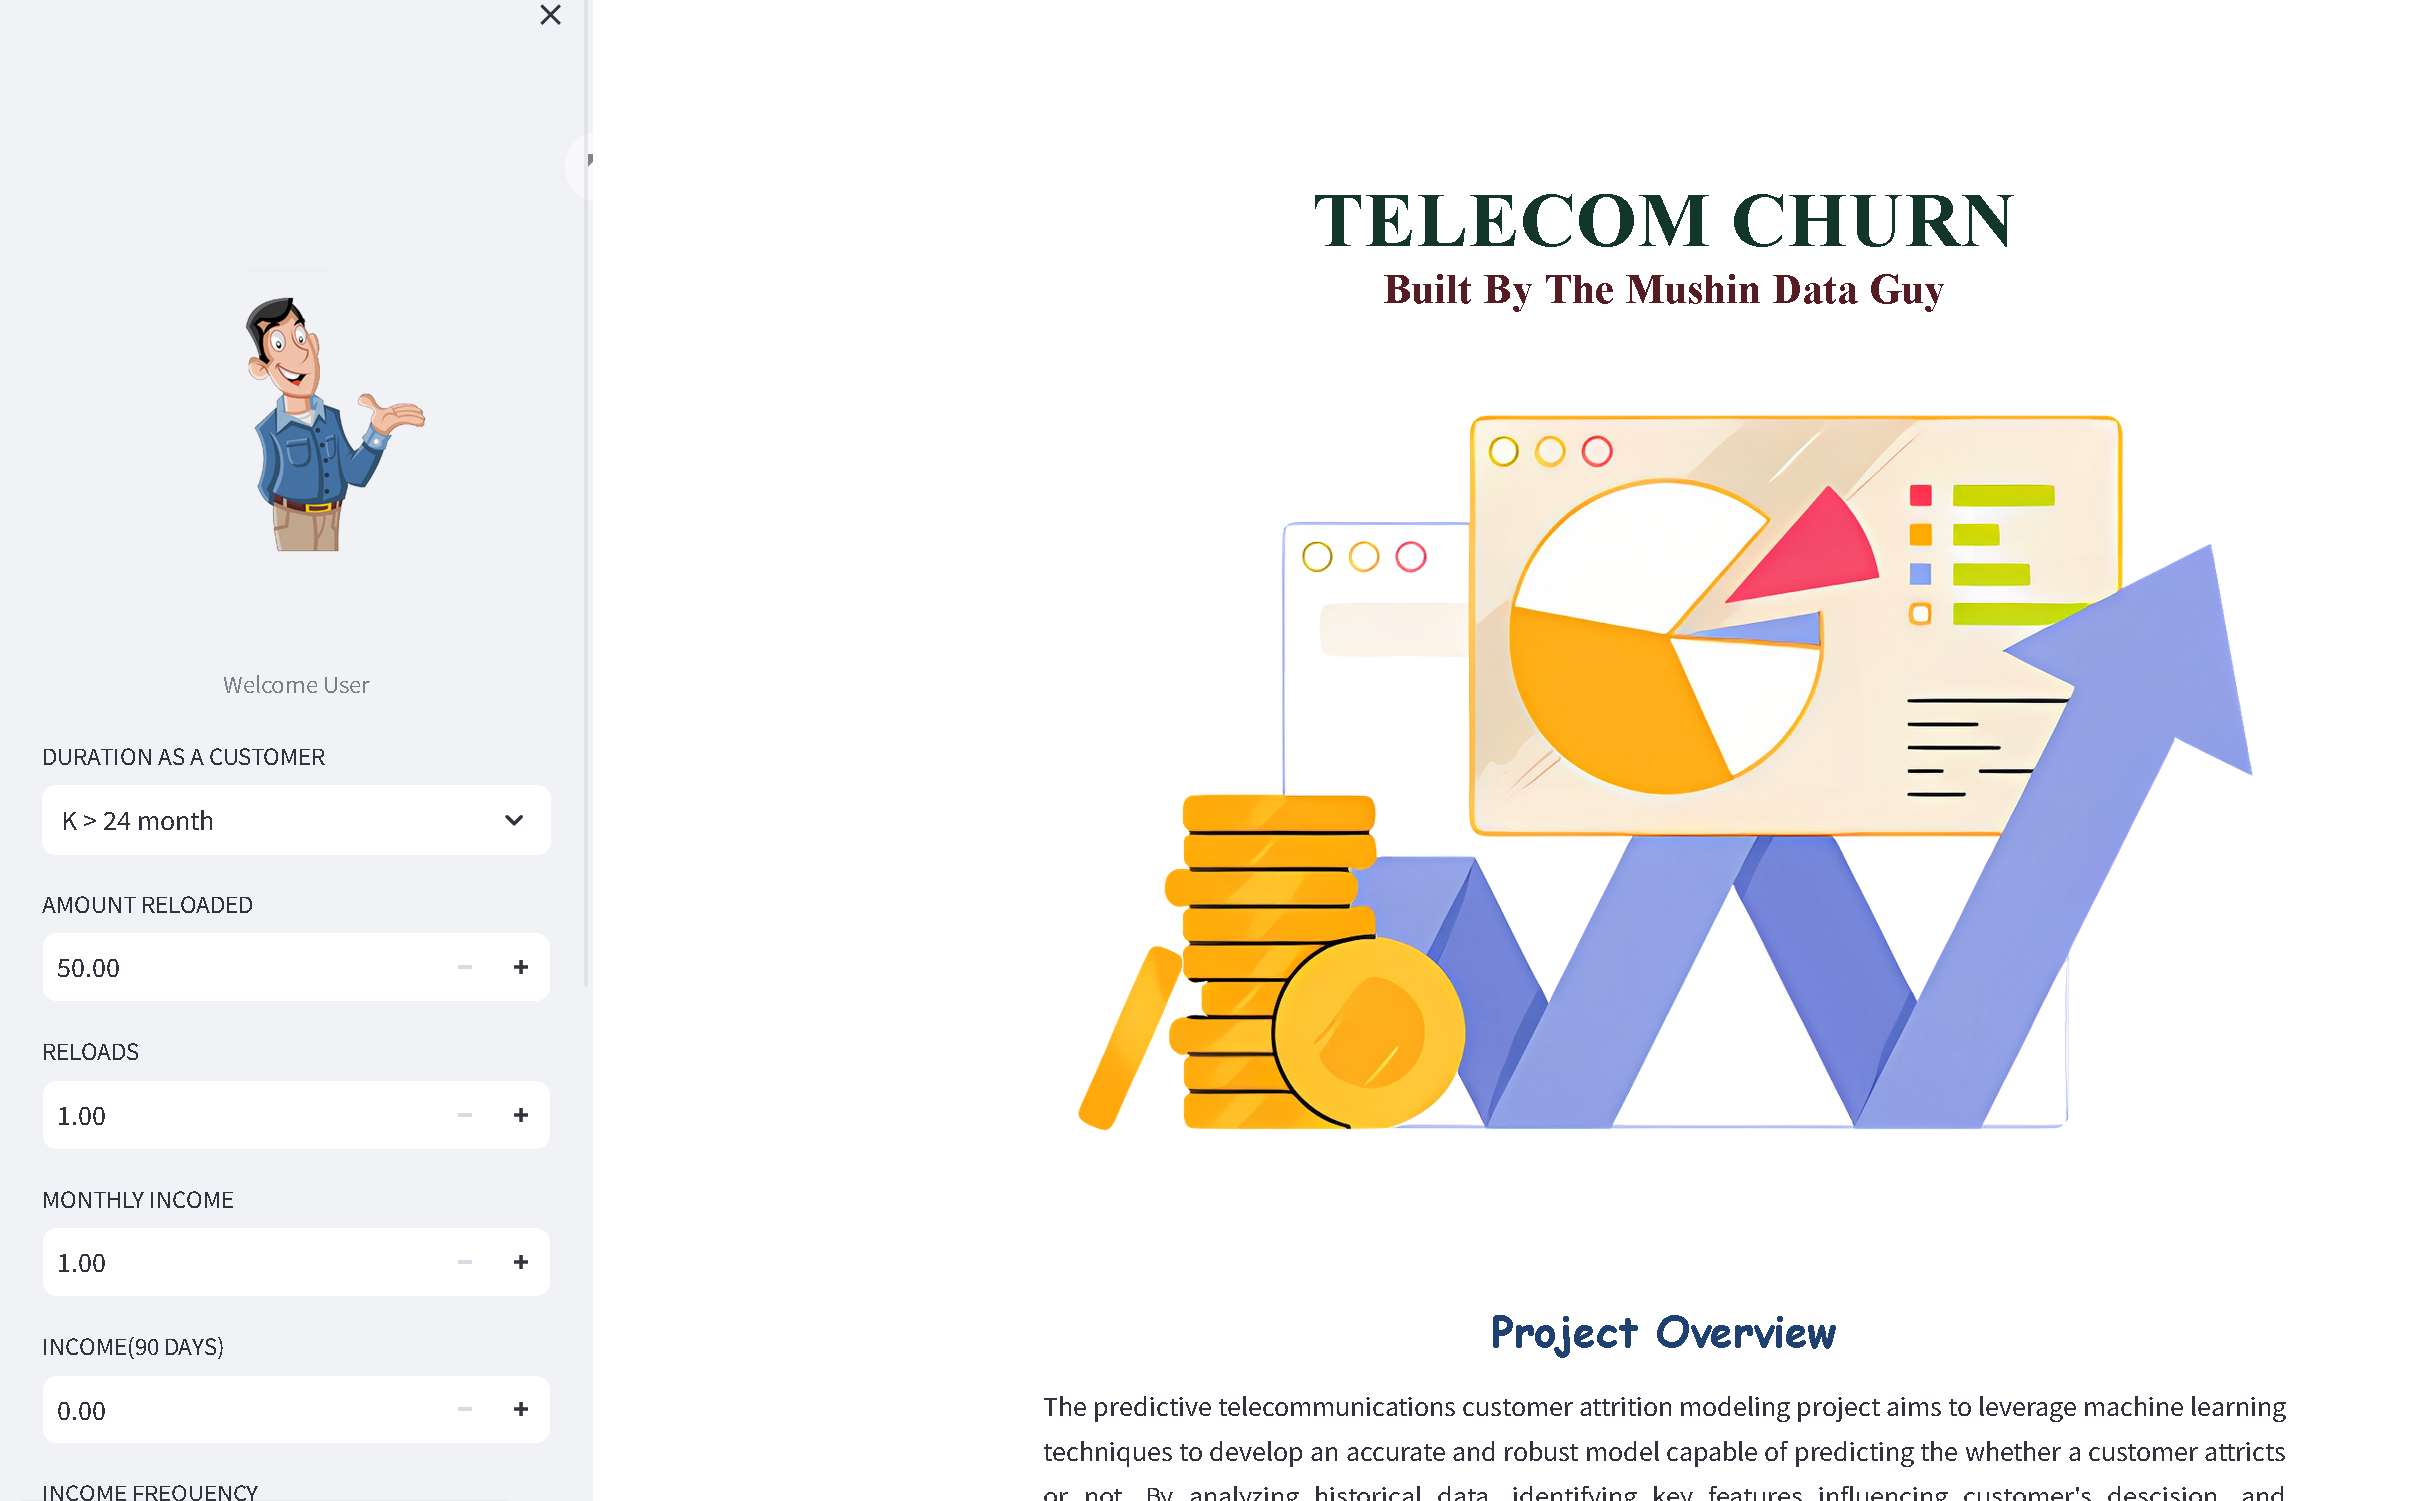 Welcome User
DURATION AS A CUSTOMER
K > 24 month
AMOUNT RELOADED
50.00
RELOADS
1.00
MONTHLY INCOME
1.00
INCOME(90 DAYS)
0.00
INCOME FREQUENCY
TELECOM CHURN
Built By The Mushin Data Guy
Project Overview
The predictive telecommunications customer attrition modeling project aims to leverage machine learning
techniques to develop an accurate and robust model capable of predicting the whether a customer attricts
or not. By analyzing historical data, identifying key features influencing customer's descision, and